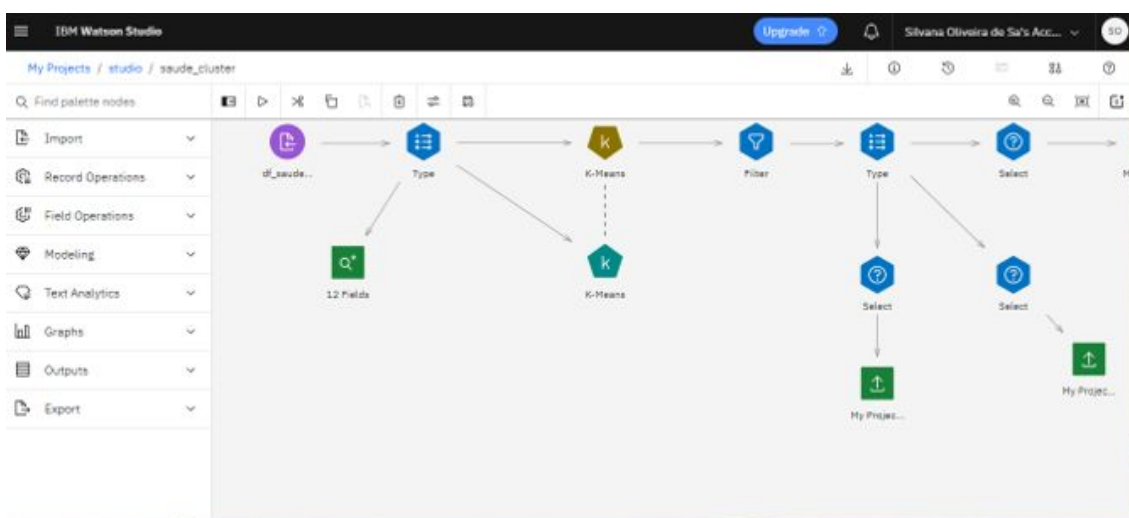 IBM Watson Studio
Upgrade
Silvana Oliveira de Sa's Acc...
SO
My Projects / studio / saude_cluster
Find palette nodes
Import
Record Operations
Field Operations
Modeling
Text Analytics
Graphs
Outputs
Export
df_saude...
Type
K-Means
Filter
Type
Select
M
k
k
12 Fields
K-Means
Select
Select
My Projec...
My Projec...